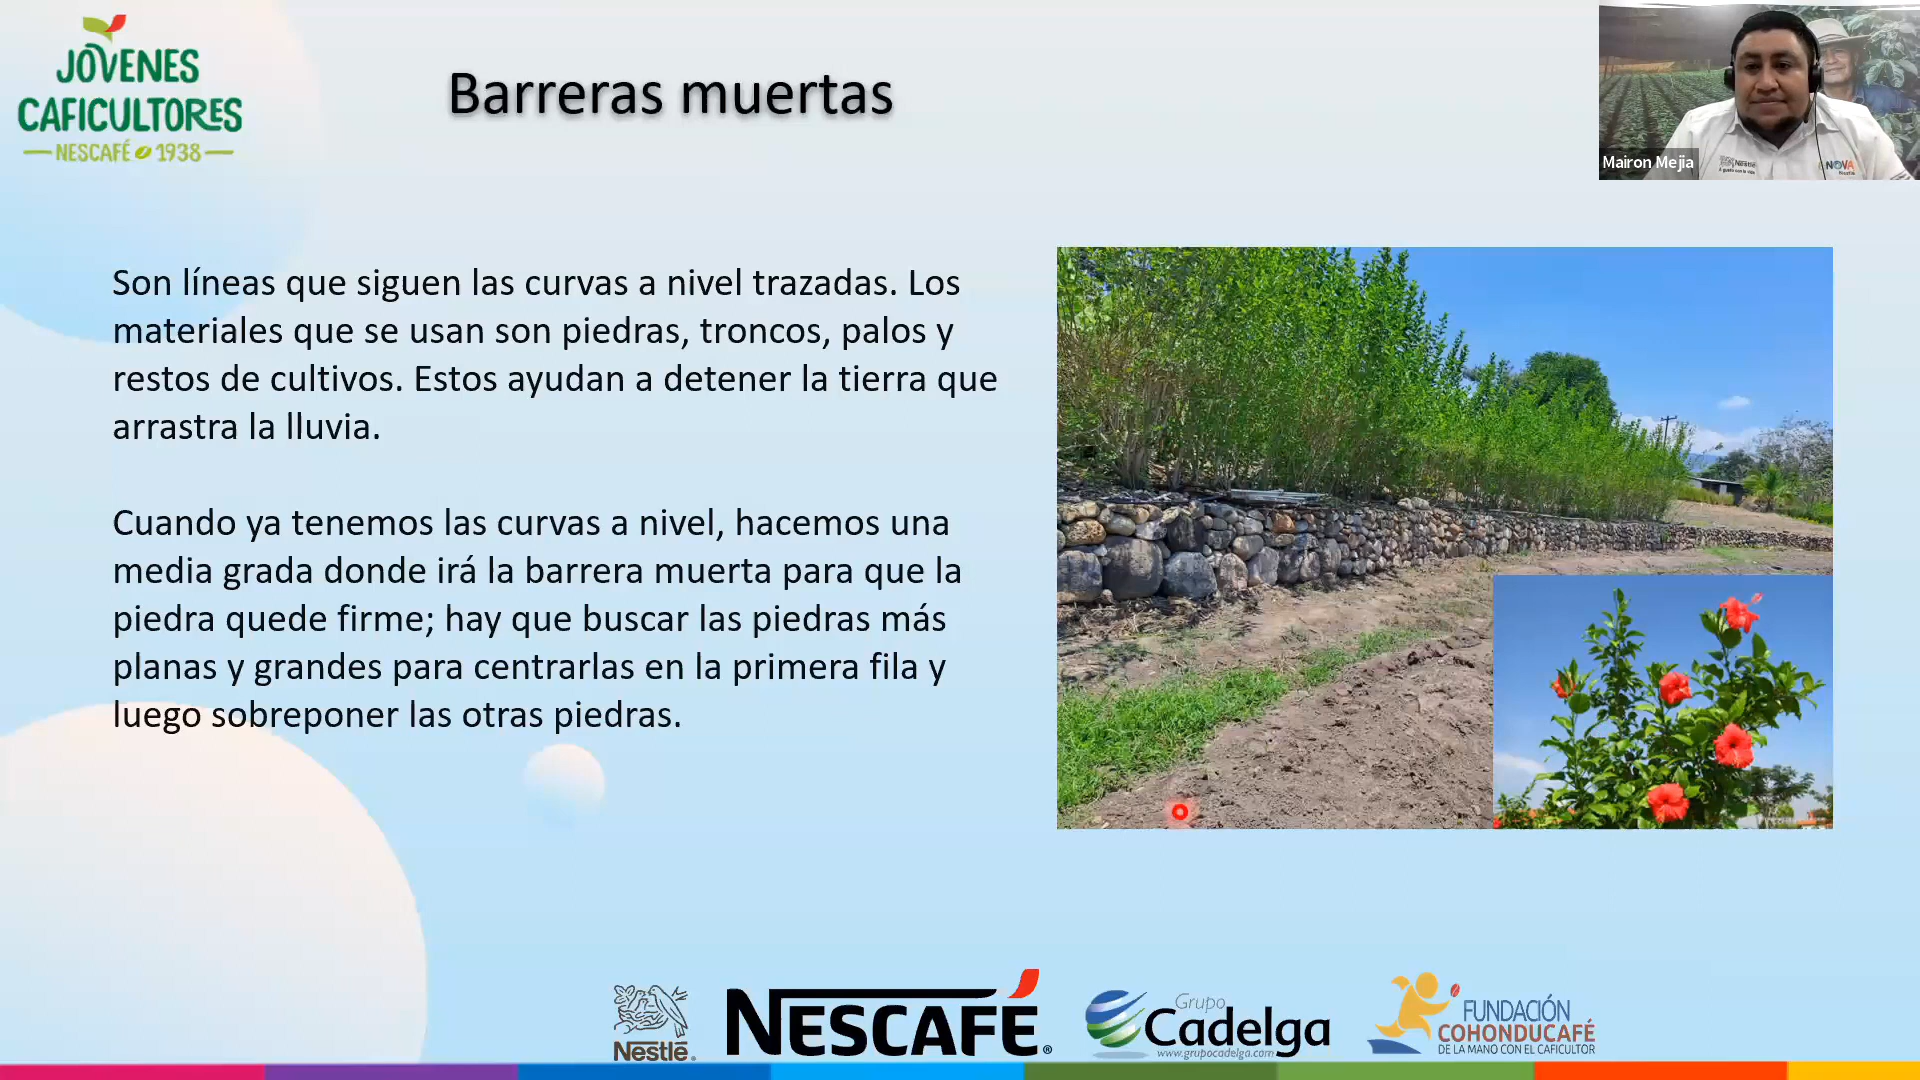 JÓVENES
CAFICULTORES
NESCAFÉ 1938
Barreras muertas
Mairon Mejia
Nestlé
Son líneas que siguen las curvas a nivel trazadas. Los
materiales que se usan son piedras, troncos, palos y
restos de cultivos. Estos ayudan a detener la tierra que
arrastra la lluvia.
Cuando ya tenemos las curvas a nivel, hacemos una
media grada donde irá la barrera muerta para que la
piedra quede firme; hay que buscar las piedras más
planas y grandes para centrarlas en la primera fila y
luego sobreponer las otras piedras.
Nestlé®
NESCAFÉ®
Grupo
Cadelga
www.grupocadelga.com
FUNDACIÓN
COHONDUCAFÉ
DE LA MANO CON EL CAFICULTOR